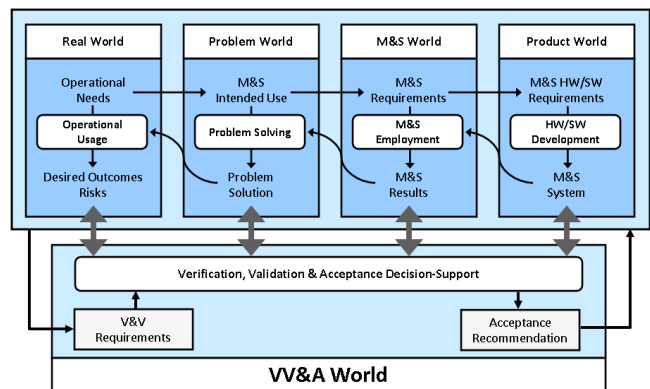 Real World
Problem World
M&S World
Product World
Operational
Needs
M&S
Intended Use
M&S
Requirements
M&S HW/SW
Requirements
Operational
Usage
Problem Solving
M&S
Employment
HW/SW
Development
Desired Outcomes
Risks
Problem
Solution
M&S
Results
M&S
System
Verification, Validation & Acceptance Decision-Support
V&V
Requirements
Acceptance
Recommendation
VV&A World